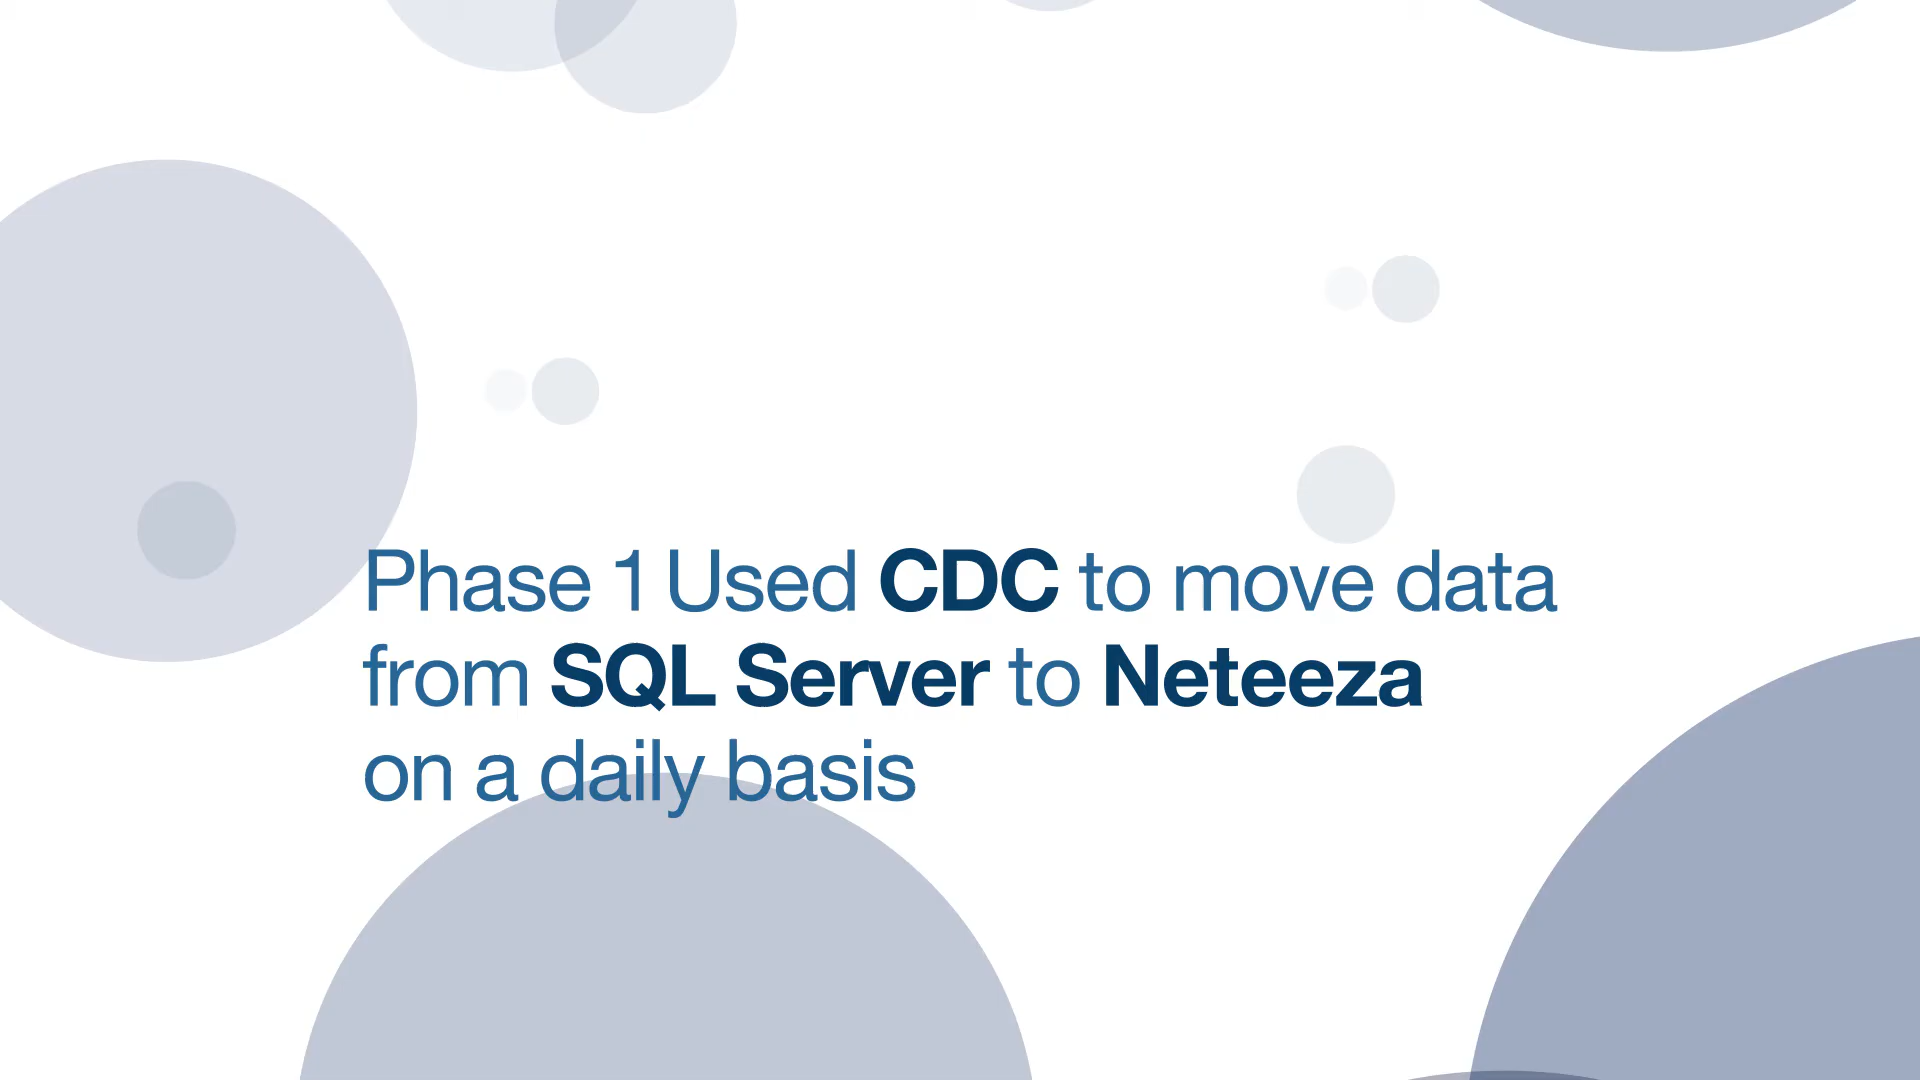 Phase 1 Used CDC to move data
from SQL Server to Neteeza
on a daily basis